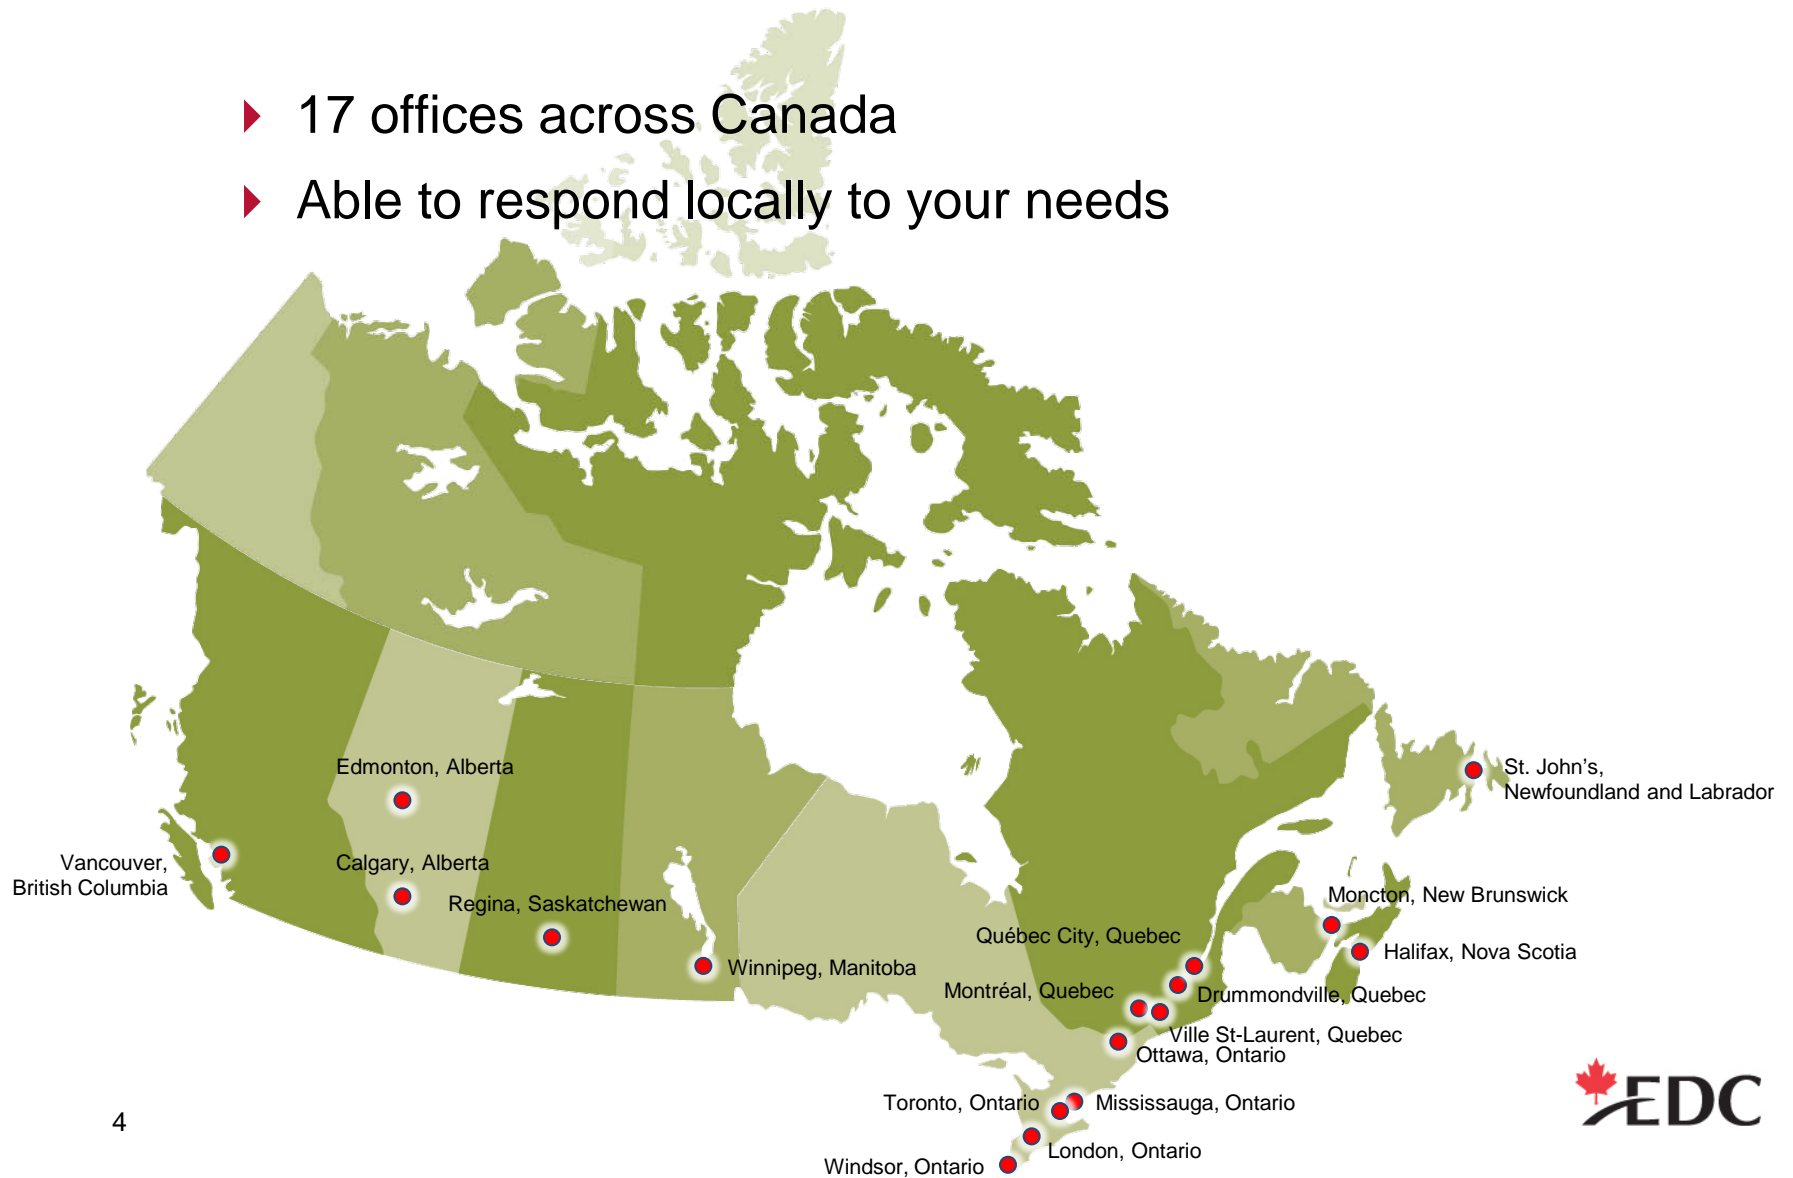 17 offices across Canada
Able to respond locally to your needs
Edmonton, Alberta
St. John’s,
Newfoundland and Labrador
Vancouver,
British Columbia
Calgary, Alberta
Regina, Saskatchewan
Moncton, New Brunswick
Québec City, Quebec
Halifax, Nova Scotia
Winnipeg, Manitoba
Montréal, Quebec
Drummondville, Quebec
Ville St-Laurent, Quebec
Ottawa, Ontario
Toronto, Ontario
Mississauga, Ontario
London, Ontario
Windsor, Ontario
4
EDC